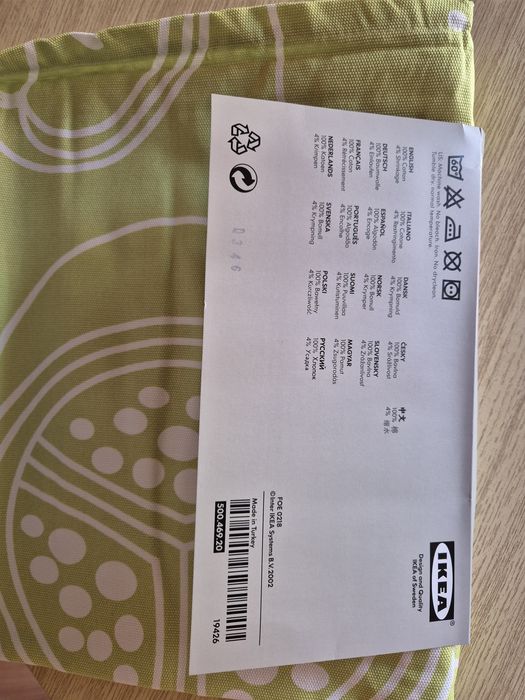 US: Machine wash. No bleach. Iron. No dryclean.
Tumble dry: normal temperature.
ENGLISH
100% Cotton
4% Shrinkage
DEUTSCH
100% Baumwolle
4% Einlaufen
FRANÇAIS
100% Coton
4% Rétrécissement
NEDERLANDS
100% Katoen
4% Krimpen
ITALIANO
100% Cotone
4% Restringimento
ESPAÑOL
100% Algodón
4% Encoge
PORTUGUÊS
100% Algodão
4% Encolhe
SVENSKA
100% Bomull
4% Krympning
DANSK
100% Bomuld
4% Krympning
NORSK
100% Bomull
4% Krymper
SUOMI
100% Puuvillaa
4% Kutistuminen
POLSKI
100% Bawełny
4% Kurczliwość
ČESKY
100% Bavlna
4% Sráživost
SLOVENSKY
100% Bavlna
4% Zrážanlivosť
MAGYAR
100% Pamut
4% Zsugorodás
РУССКИЙ
100% Хлопок
4% Усадка
中文
100% 棉
4% 缩水
0346
IKEA®
Design and Quality
IKEA of Sweden
FOE 0218
©Inter IKEA Systems B.V. 2002
Made in Turkey
500.469.20
19426
60°